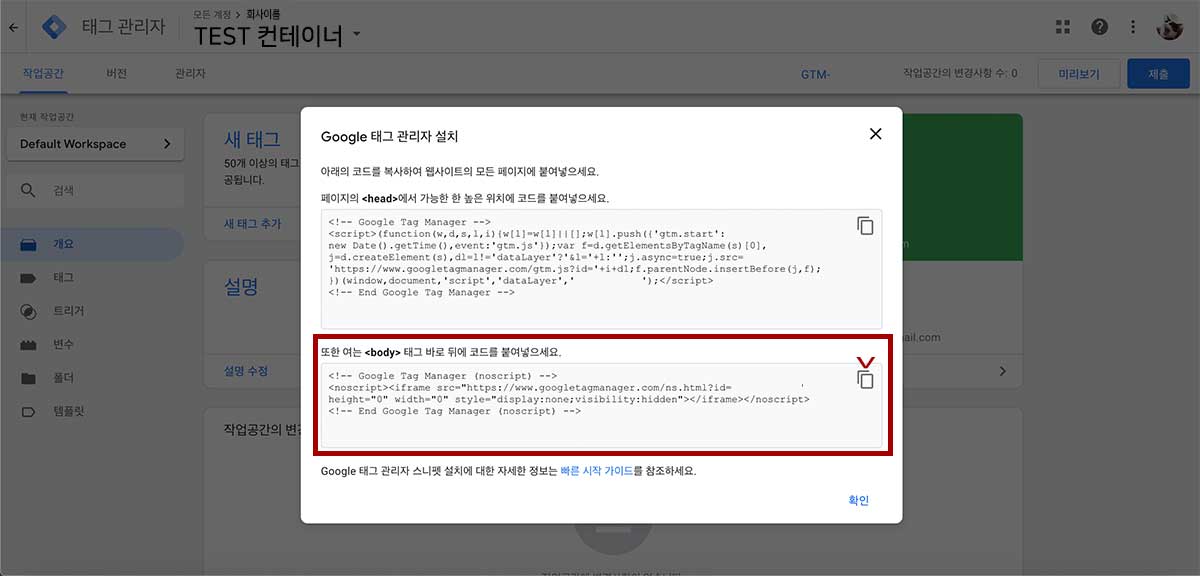 모든 계정 > 회사이름
태그 관리자
TEST 컨테이너
작업공간 버전 관리자 GTM- 작업공간의 변경사항 수: 0 미리보기 제출
현재 작업공간
Default Workspace
검색
개요
태그
트리거
변수
폴더
템플릿
새 태그
50개 이상의 태그
공됩니다.
새 태그 추가
설명
설명 수정
작업공간의 변경
m
ail.com
Google 태그 관리자 설치
아래의 코드를 복사하여 웹사이트의 모든 페이지에 붙여넣으세요.
페이지의 <head>에서 가능한 한 높은 위치에 코드를 붙여넣으세요.
<!-- Google Tag Manager -->
<script>(function(w,d,s,l,i){w[l]=w[l]||[];w[l].push({'gtm.start':
new Date().getTime(),event:'gtm.js'});var f=d.getElementsByTagName(s)[0],
j=d.createElement(s),dl=l!='dataLayer'?'&l='+l:'';j.async=true;j.src=
'https://www.googletagmanager.com/gtm.js?id='+i+dl;f.parentNode.insertBefore(j,f);
})(window,document,'script','dataLayer',' ');</script>
<!-- End Google Tag Manager -->
또한 여는 <body> 태그 바로 뒤에 코드를 붙여넣으세요.
<!-- Google Tag Manager (noscript) -->
<noscript><iframe src="https://www.googletagmanager.com/ns.html?id= '
height="0" width="0" style="display:none;visibility:hidden"></iframe></noscript>
<!-- End Google Tag Manager (noscript) -->
Google 태그 관리자 스니펫 설치에 대한 자세한 정보는 빠른 시작 가이드를 참조하세요.
확인